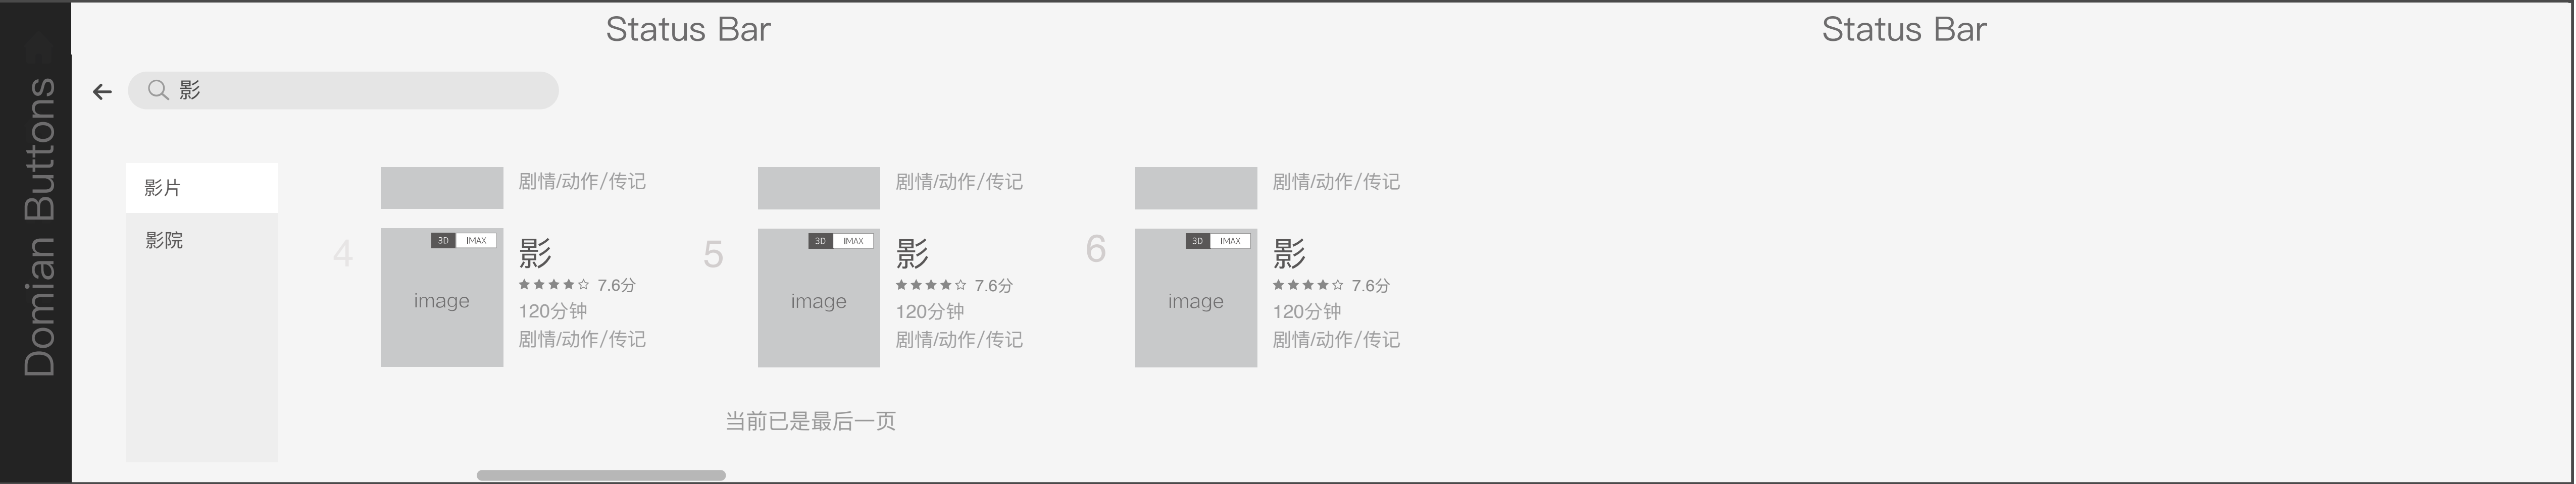 Status Bar
Status Bar
Domian Buttons
影
影片
影院
剧情/动作/传记
剧情/动作/传记
剧情/动作/传记
4
3D IMAX
image
影
7.6分
120分钟
剧情/动作/传记
5
3D IMAX
image
影
7.6分
120分钟
剧情/动作/传记
6
3D IMAX
image
影
7.6分
120分钟
剧情/动作/传记
当前已是最后一页